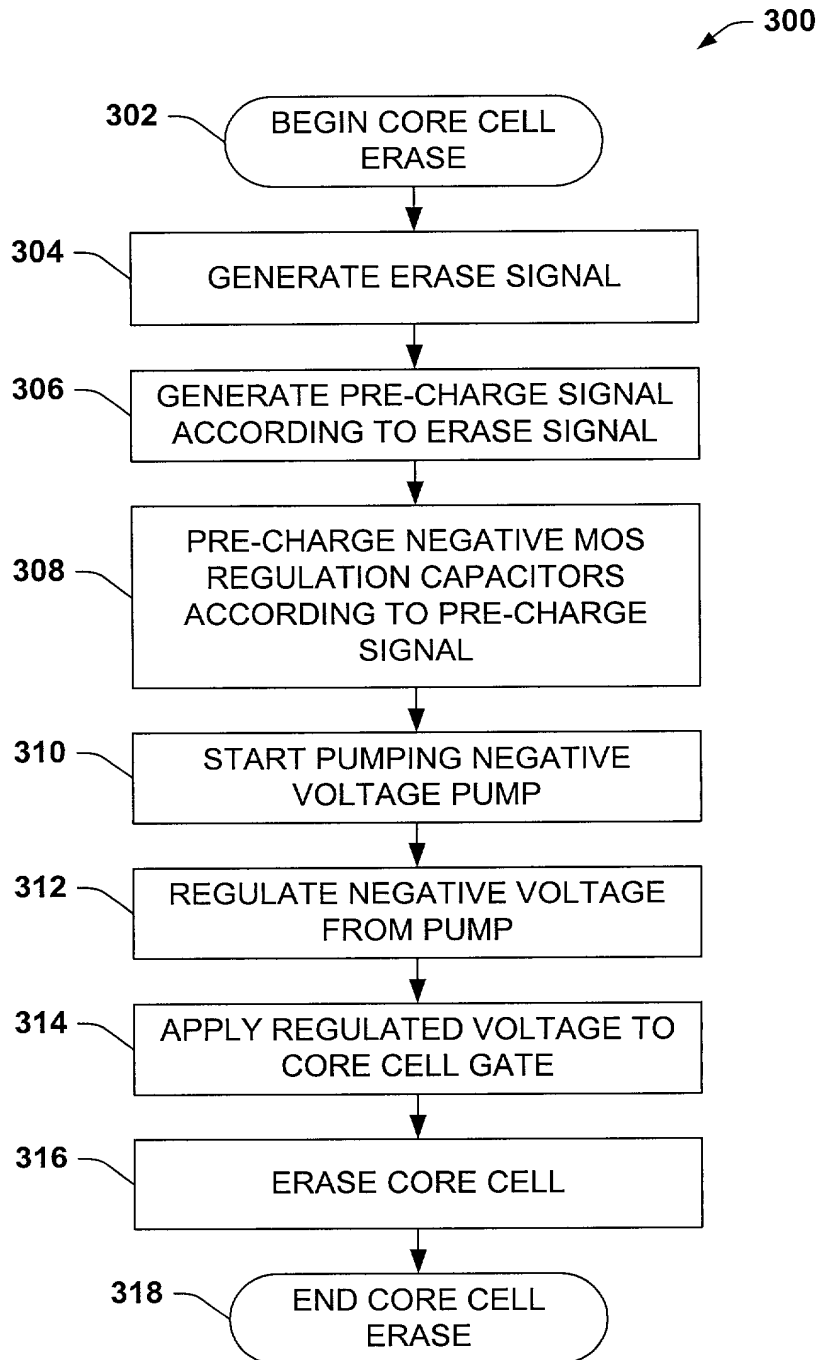 300
302
BEGIN CORE CELL
ERASE
304
GENERATE ERASE SIGNAL
306
GENERATE PRE-CHARGE SIGNAL
ACCORDING TO ERASE SIGNAL
308
PRE-CHARGE NEGATIVE MOS
REGULATION CAPACITORS
ACCORDING TO PRE-CHARGE
SIGNAL
310
START PUMPING NEGATIVE
VOLTAGE PUMP
312
REGULATE NEGATIVE VOLTAGE
FROM PUMP
314
APPLY REGULATED VOLTAGE TO
CORE CELL GATE
316
ERASE CORE CELL
318
END CORE CELL
ERASE